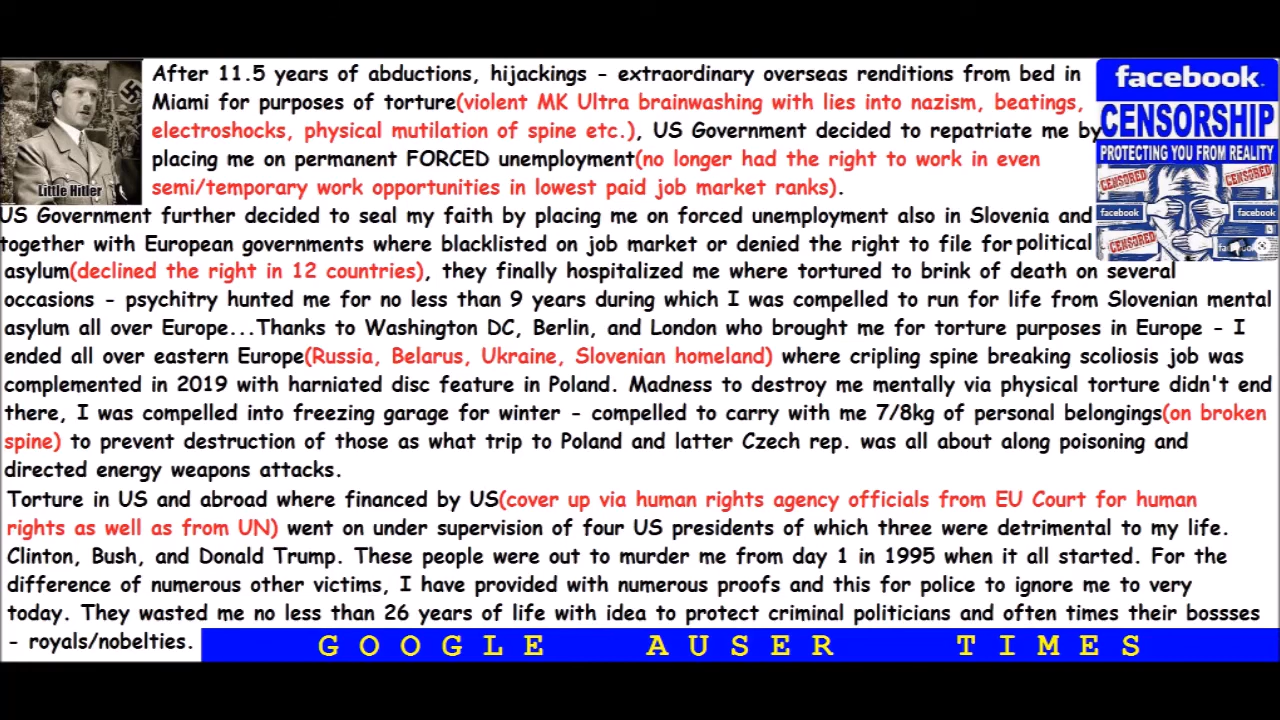 After 11.5 years of abductions, hijackings - extraordinary overseas renditions from bed in
Miami for purposes of torture(violent MK Ultra brainwashing with lies into nazism, beatings,
electroshocks, physical mutilation of spine etc.), US Government decided to repatriate me by
placing me on permanent FORCED unemployment(no longer had the right to work in even
semi/temporary work opportunities in lowest paid job market ranks).
Little Hitler
facebook
CENSORSHIP
PROTECTING YOU FROM REALITY
CENSORED
CENSORED
facebook
facebook
CENSORED
US Government further decided to seal my faith by placing me on forced unemployment also in Slovenia and
together with European governments where blacklisted on job market or denied the right to file for political
asylum(declined the right in 12 countries), they finally hospitalized me where tortured to brink of death on several
occasions - psychitry hunted me for no less than 9 years during which I was compelled to run for life from Slovenian mental
asylum all over Europe...Thanks to Washington DC, Berlin, and London who brought me for torture purposes in Europe - I
ended all over eastern Europe(Russia, Belarus, Ukraine, Slovenian homeland) where cripling spine breaking scoliosis job was
complemented in 2019 with harniated disc feature in Poland. Madness to destroy me mentally via physical torture didn't end
there, I was compelled into freezing garage for winter - compelled to carry with me 7/8kg of personal belongings(on broken
spine) to prevent destruction of those as what trip to Poland and latter Czech rep. was all about along poisoning and
directed energy weapons attacks.
Torture in US and abroad where financed by US(cover up via human rights agency officials from EU Court for human
rights as well as from UN) went on under supervision of four US presidents of which three were detrimental to my life.
Clinton, Bush, and Donald Trump. These people were out to murder me from day 1 in 1995 when it all started. For the
difference of numerous other victims, I have provided with numerous proofs and this for police to ignore me to very
today. They wasted me no less than 26 years of life with idea to protect criminal politicians and often times their bossses
- royals/nobelties.
GOOGLE AUSER TIMES